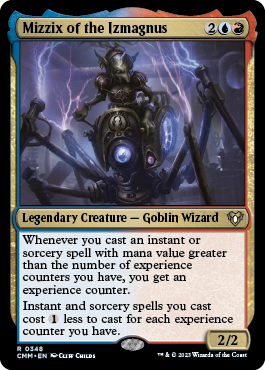 Mizzix of the Izmagnus 2
Legendary Creature — Goblin Wizard
Whenever you cast an instant or
sorcery spell with mana value greater
than the number of experience
counters you have, you get an
experience counter.
Instant and sorcery spells you cast
cost 1 less to cast for each experience
counter you have.
2/2
R 0348
CMM • EN Cliff Childs ™ & © 2023 Wizards of the Coast